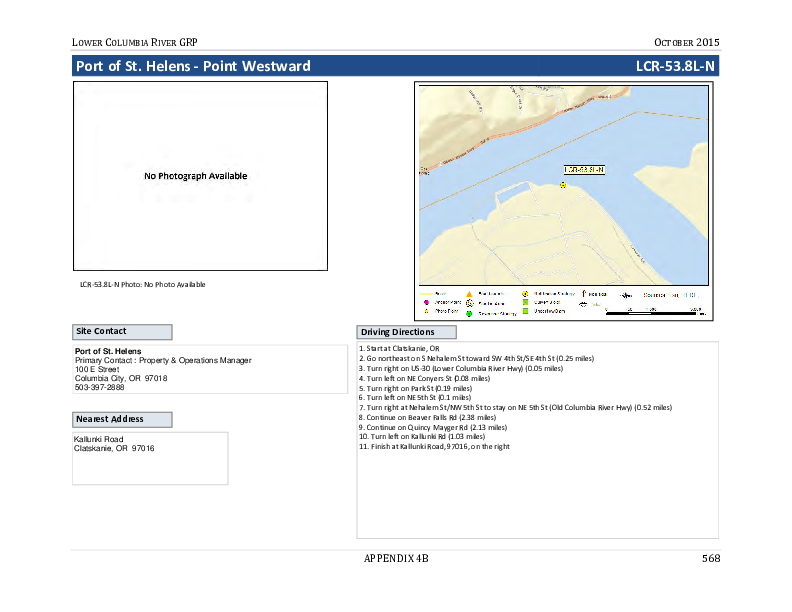 LOWER COLUMBIA RIVER GRP
OCTOBER 2015
Port of St. Helens - Point Westward
LCR-53.8L-N
No Photograph Available
LCR-53.8L-N
LCR-53.8L-N Photo: No Photo Available
Site Contact
Port of St. Helens
Primary Contact : Property & Operations Manager
100 E Street
Columbia City, OR 97018
503-397-2888
Nearest Address
Kallunki Road
Clatskanie, OR 97016
Driving Directions
1. Start at Clatskanie, OR
2. Go northeast on S Nehalem St toward SW 4th St/SE 4th St (0.25 miles)
3. Turn right on US-30 (Lower Columbia River Hwy) (0.05 miles)
4. Turn left on NE Conyers St (0.08 miles)
5. Turn right on Park St (0.19 miles)
6. Turn left on NE 5th St (0.1 miles)
7. Turn right at Nehalem St/NW 5th St to stay on NE 5th St (Old Columbia River Hwy) (0.52 miles)
8. Continue on Beaver Falls Rd (2.38 miles)
9. Continue on Quincy Mayger Rd (2.13 miles)
10. Turn left on Kallunki Rd (1.03 miles)
11. Finish at Kallunki Road, 97016, on the right
APPENDIX 4B
568